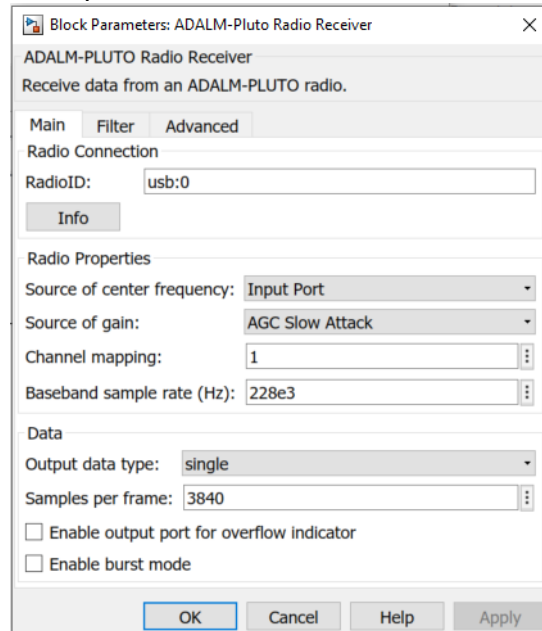 Block Parameters: ADALM-Pluto Radio Receiver
ADALM-PLUTO Radio Receiver
Receive data from an ADALM-PLUTO radio.
Main Filter Advanced
Radio Connection
RadioID: usb:0
Info
Radio Properties
Source of center frequency: Input Port
Source of gain: AGC Slow Attack
Channel mapping: 1
Baseband sample rate (Hz): 228e3
Data
Output data type: single
Samples per frame: 3840
Enable output port for overflow indicator
Enable burst mode
OK Cancel Help Apply